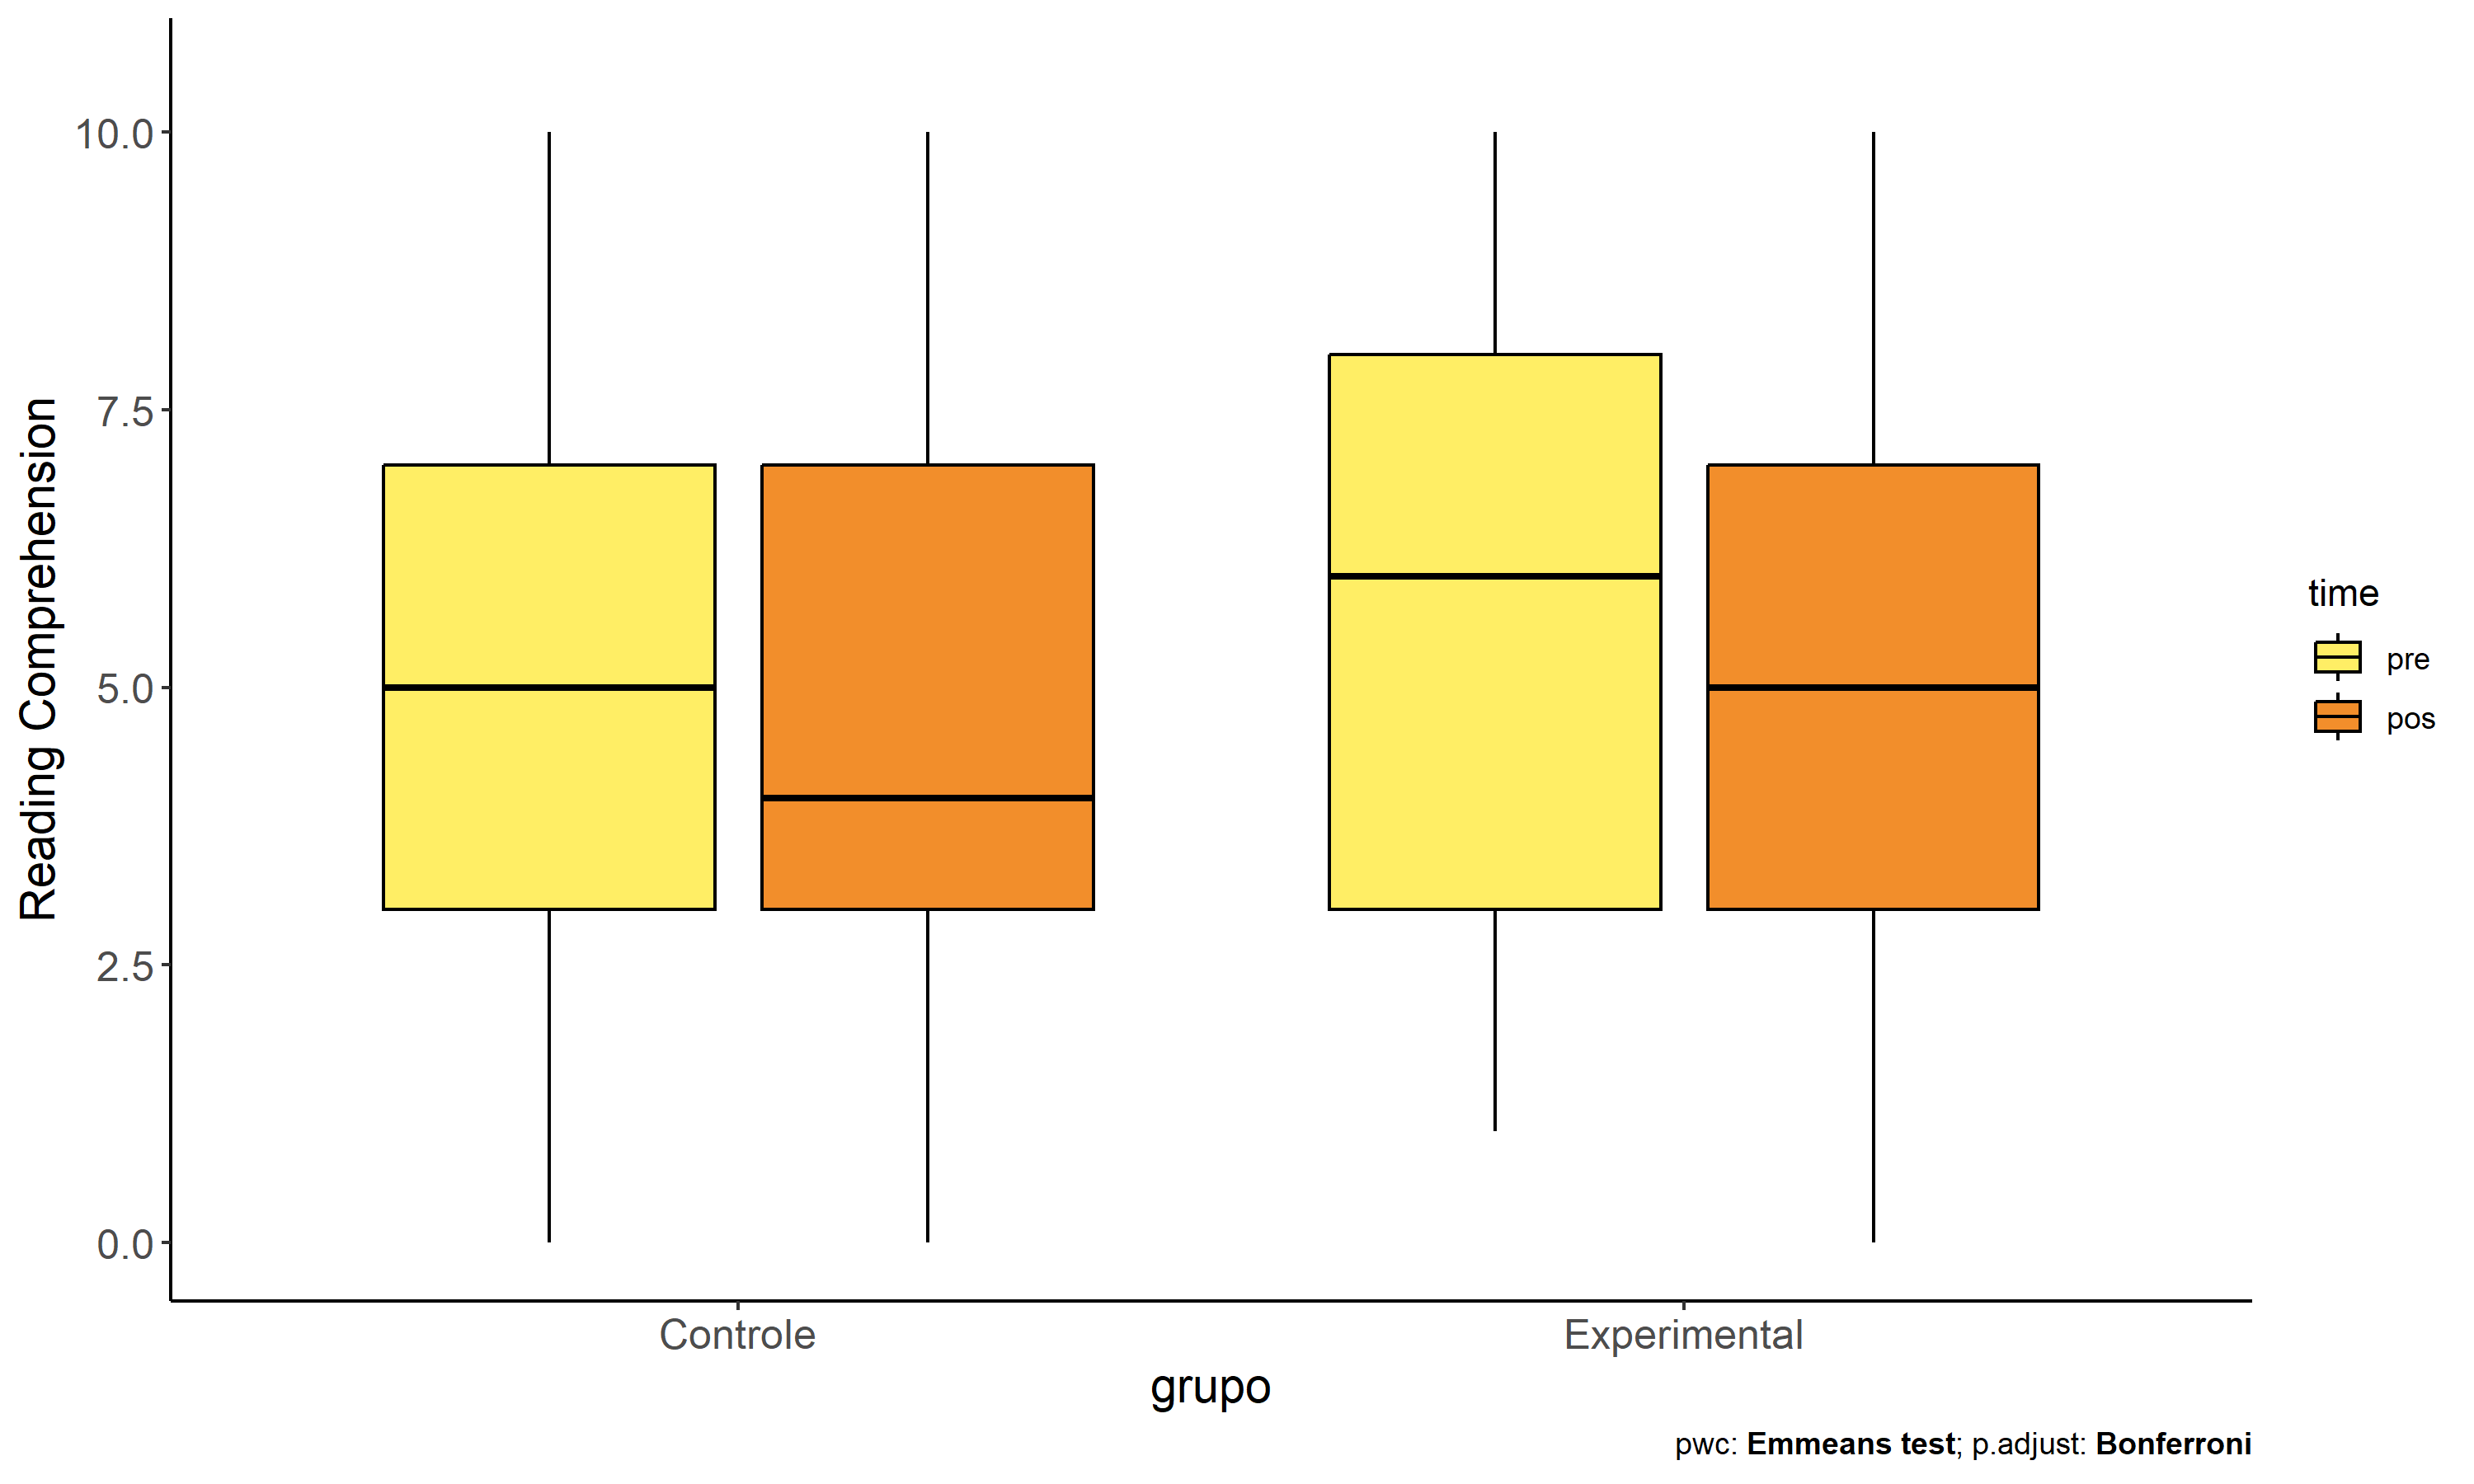 Reading Comprehension
10.0
7.5
5.0
2.5
0.0
Controle
Experimental
grupo
time
pre
pos
pwc: Emmeans test; p.adjust: Bonferroni